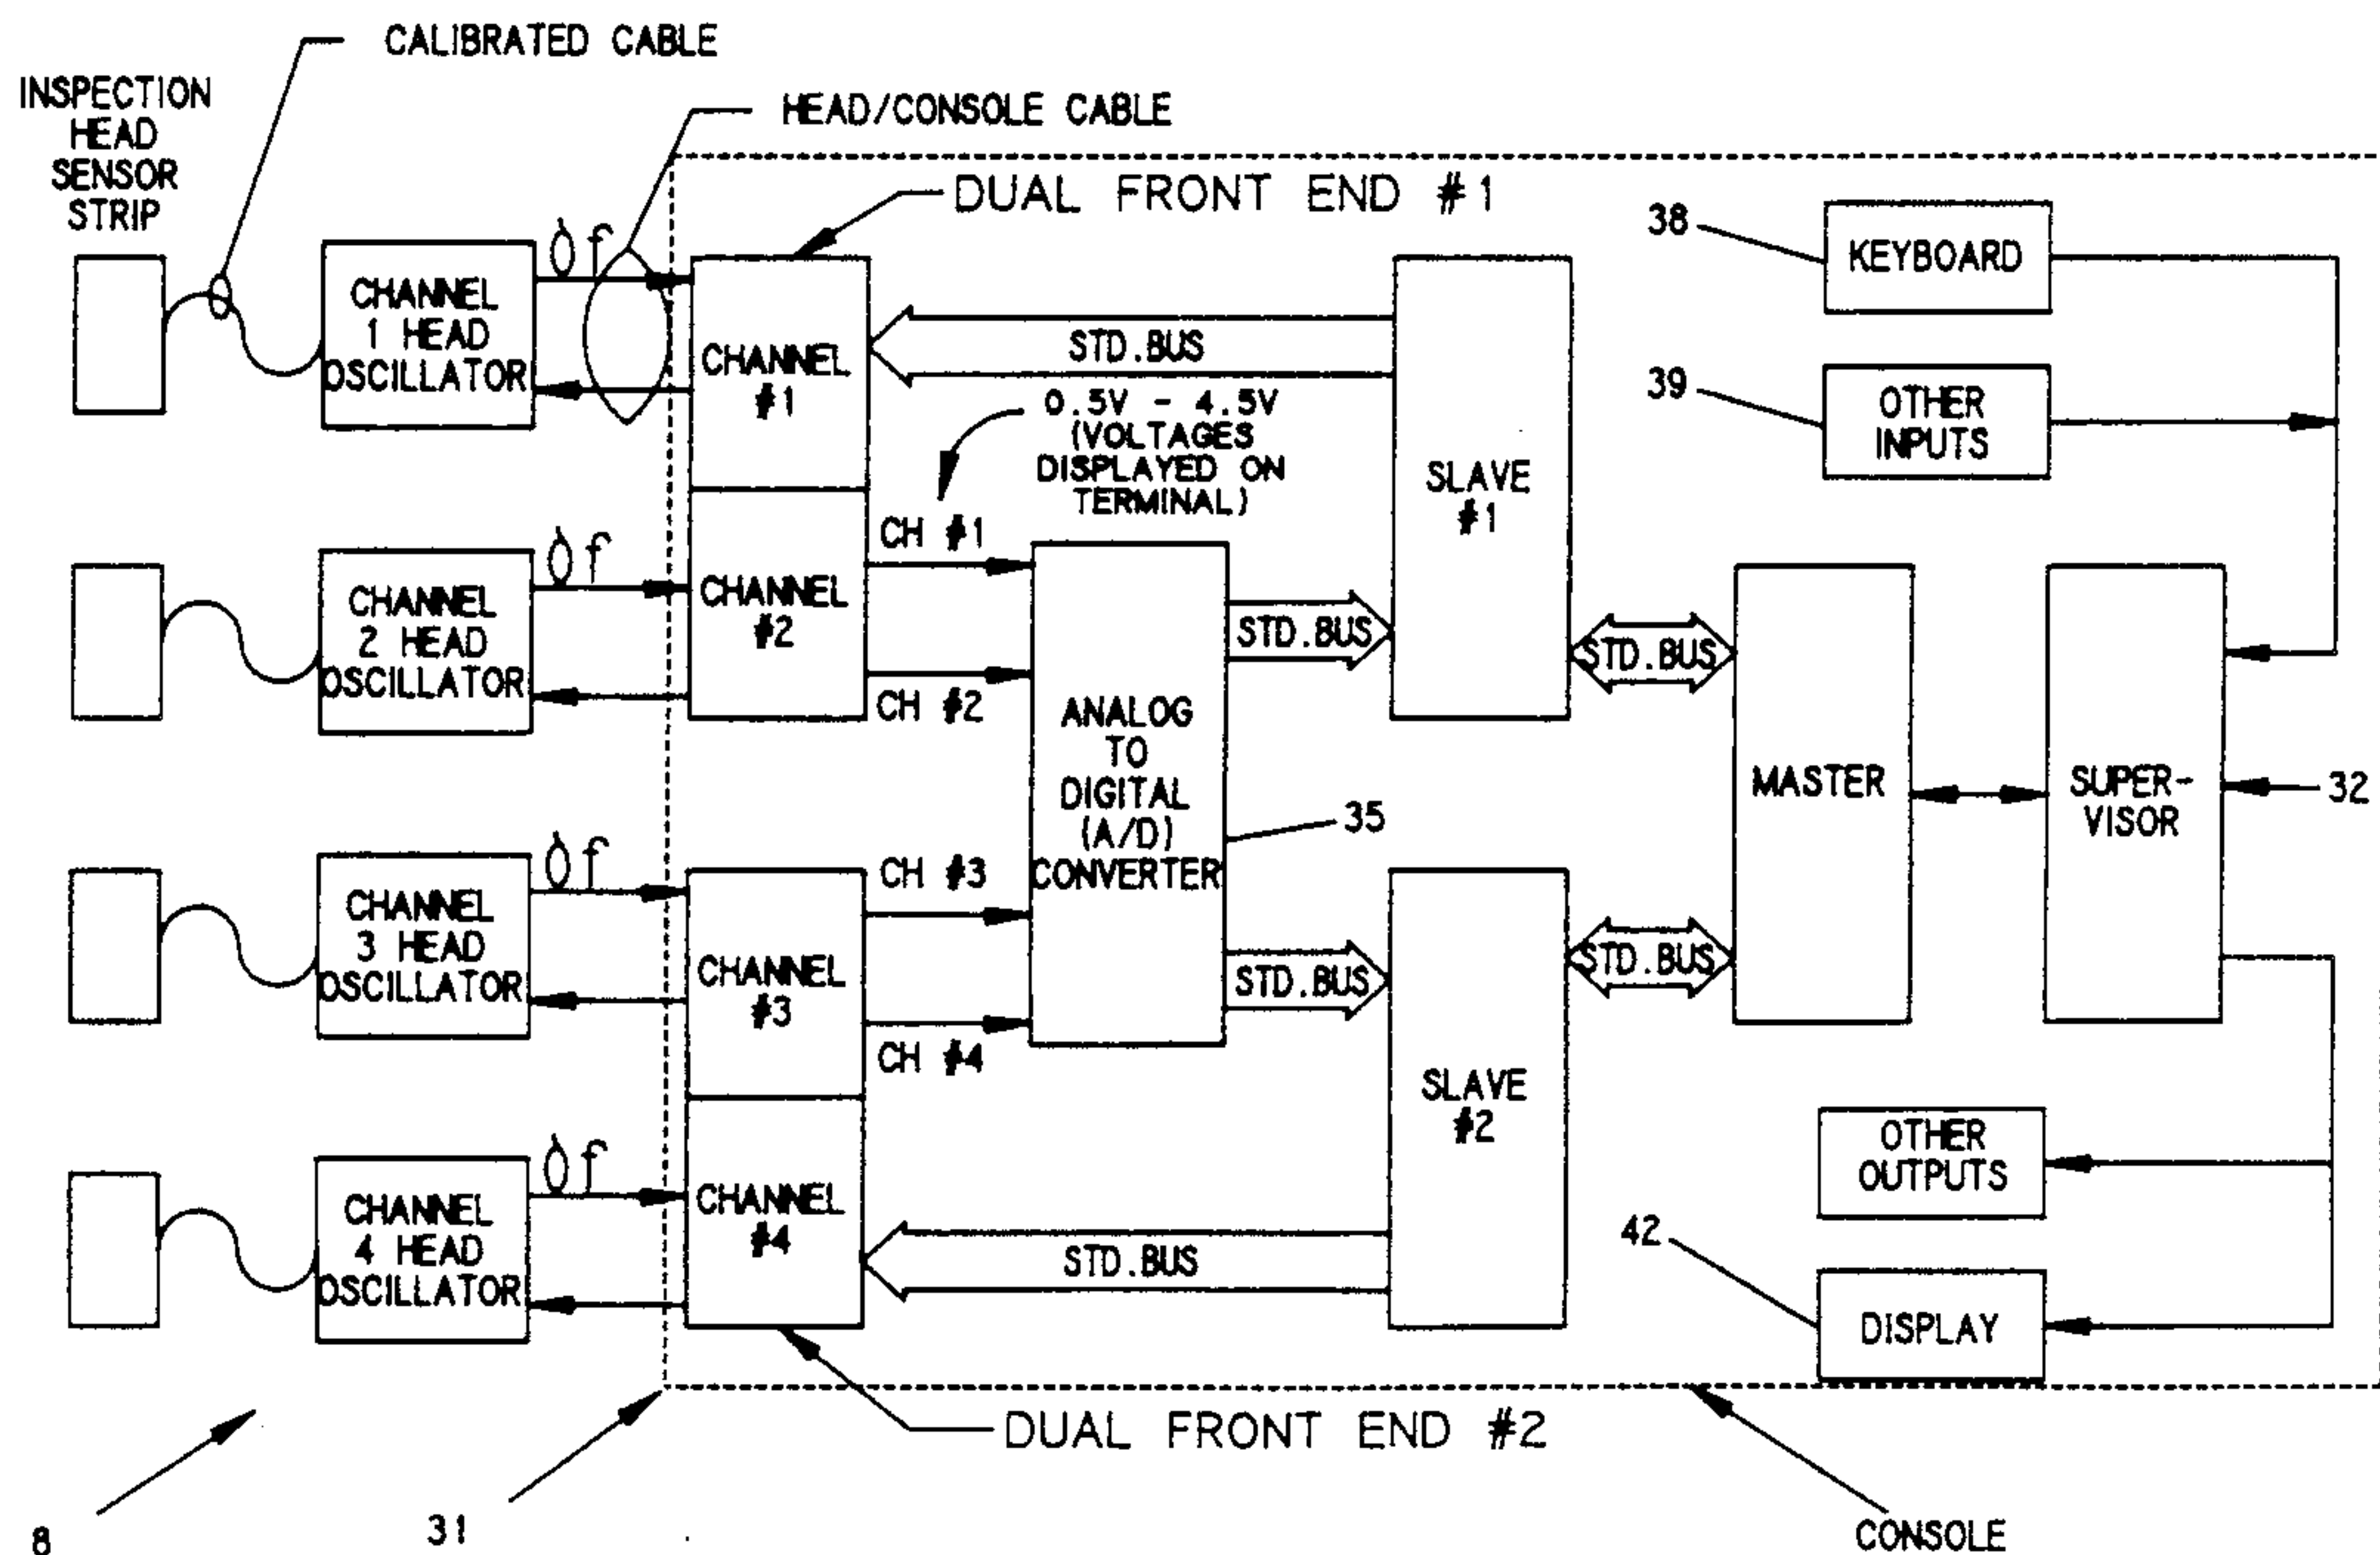 CALIBRATED CABLE
INSPECTION
HEAD
SENSOR
STRIP
HEAD/CONSOLE CABLE
DUAL FRONT END #1
CHANNEL
1 HEAD
OSCILLATOR
f
CHANNEL
#1
STD.BUS
0.5V - 4.5V
(VOLTAGES
DISPLAYED ON
TERMINAL)
SLAVE
#1
38
KEYBOARD
39
OTHER
INPUTS
CHANNEL
2 HEAD
OSCILLATOR
f
CHANNEL
#2
CH #1
CH #2
ANALOG
TO
DIGITAL
(A/D)
CONVERTER
35
STD.BUS
STD.BUS
MASTER
SUPER-
VISOR
32
CHANNEL
3 HEAD
OSCILLATOR
f
CHANNEL
#3
CH #3
CH #4
STD.BUS
STD.BUS
SLAVE
#2
CHANNEL
4 HEAD
OSCILLATOR
f
CHANNEL
#4
STD.BUS
OTHER
OUTPUTS
42
DISPLAY
DUAL FRONT END #2
8
31
CONSOLE